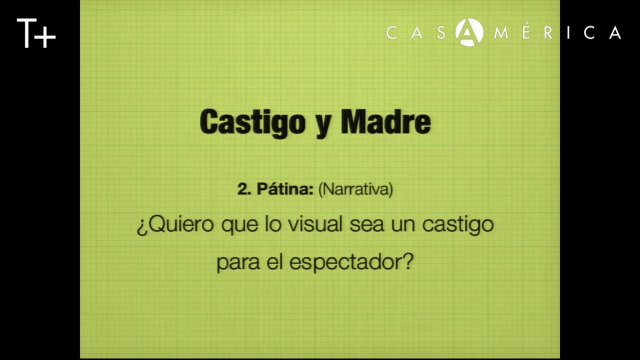 T+
CASAMÉRICA
Castigo y Madre
2. Pátina: (Narrativa)
¿Quiero que lo visual sea un castigo
para el espectador?